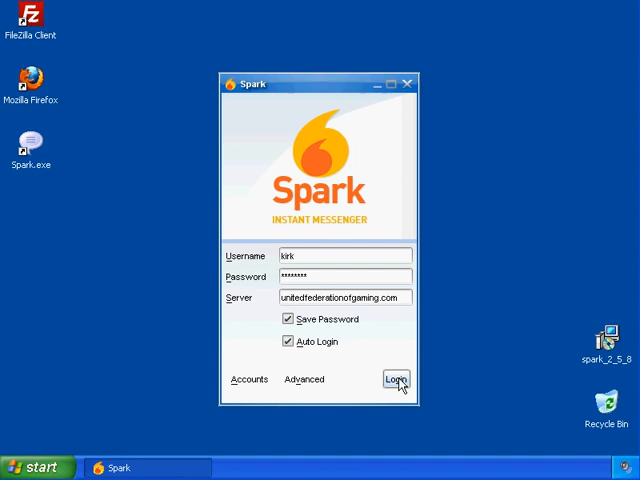 FileZilla Client
Mozilla Firefox
Spark.exe
Spark
Spark
INSTANT MESSENGER
Username
kirk
Password
********
Server
unitedfederationofgaming.com
Save Password
Auto Login
Accounts
Advanced
Login
spark_2_5_8
Recycle Bin
start
Spark